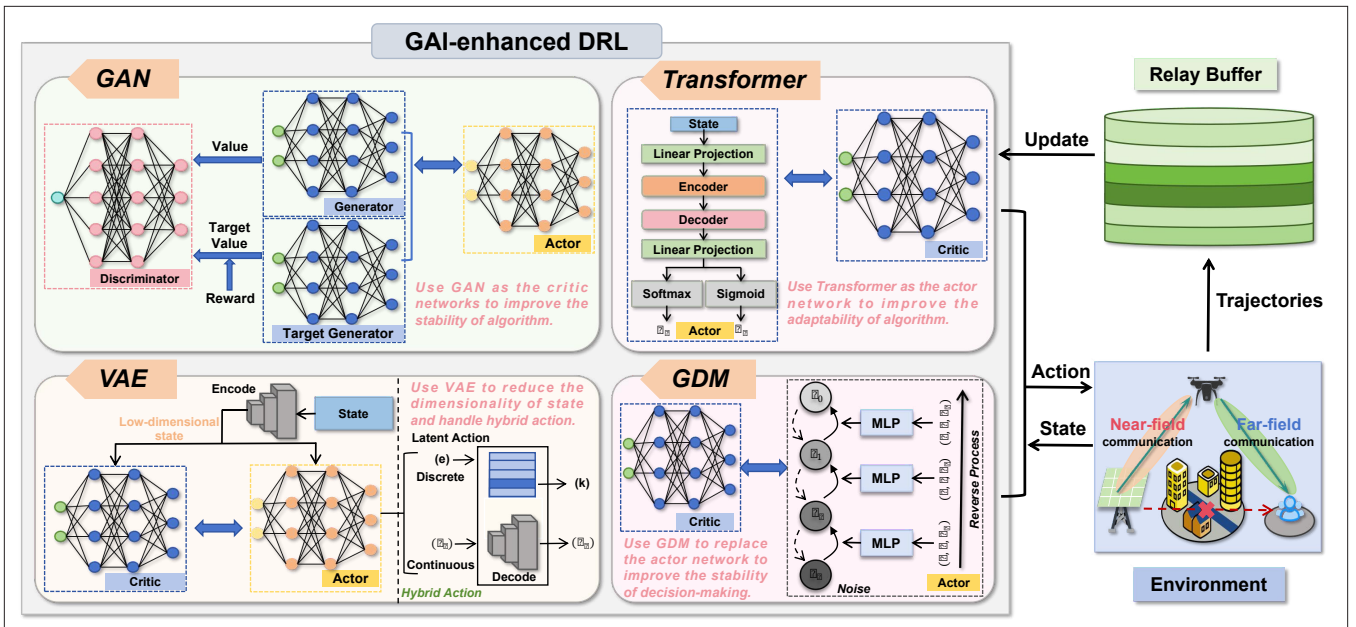 GAI-enhanced DRL
GAN
Value
Target
Value
Reward
Discriminator
Generator
Target Generator
Actor
Use GAN as the critic
networks to improve the
stability of algorithm.
Transformer
State
Linear Projection
Encoder
Decoder
Linear Projection
Softmax
Sigmoid
Actor
Critic
Use Transformer as the actor
network to improve the
adaptability of algorithm.
VAE
Encode
State
Low-dimensional
state
Critic
Actor
Use VAE to reduce the
dimensionality of state
and handle hybrid action.
Latent Action
(e)
Discrete
(k)
Continuous
Decode
Hybrid Action
GDM
Critic
Use GDM to replace
the actor network to
improve the stability
of decision-making.
MLP
MLP
MLP
Noise
Actor
Reverse Process
Relay Buffer
Update
Trajectories
Action
State
Near-field
communication
Far-field
communication
Environment